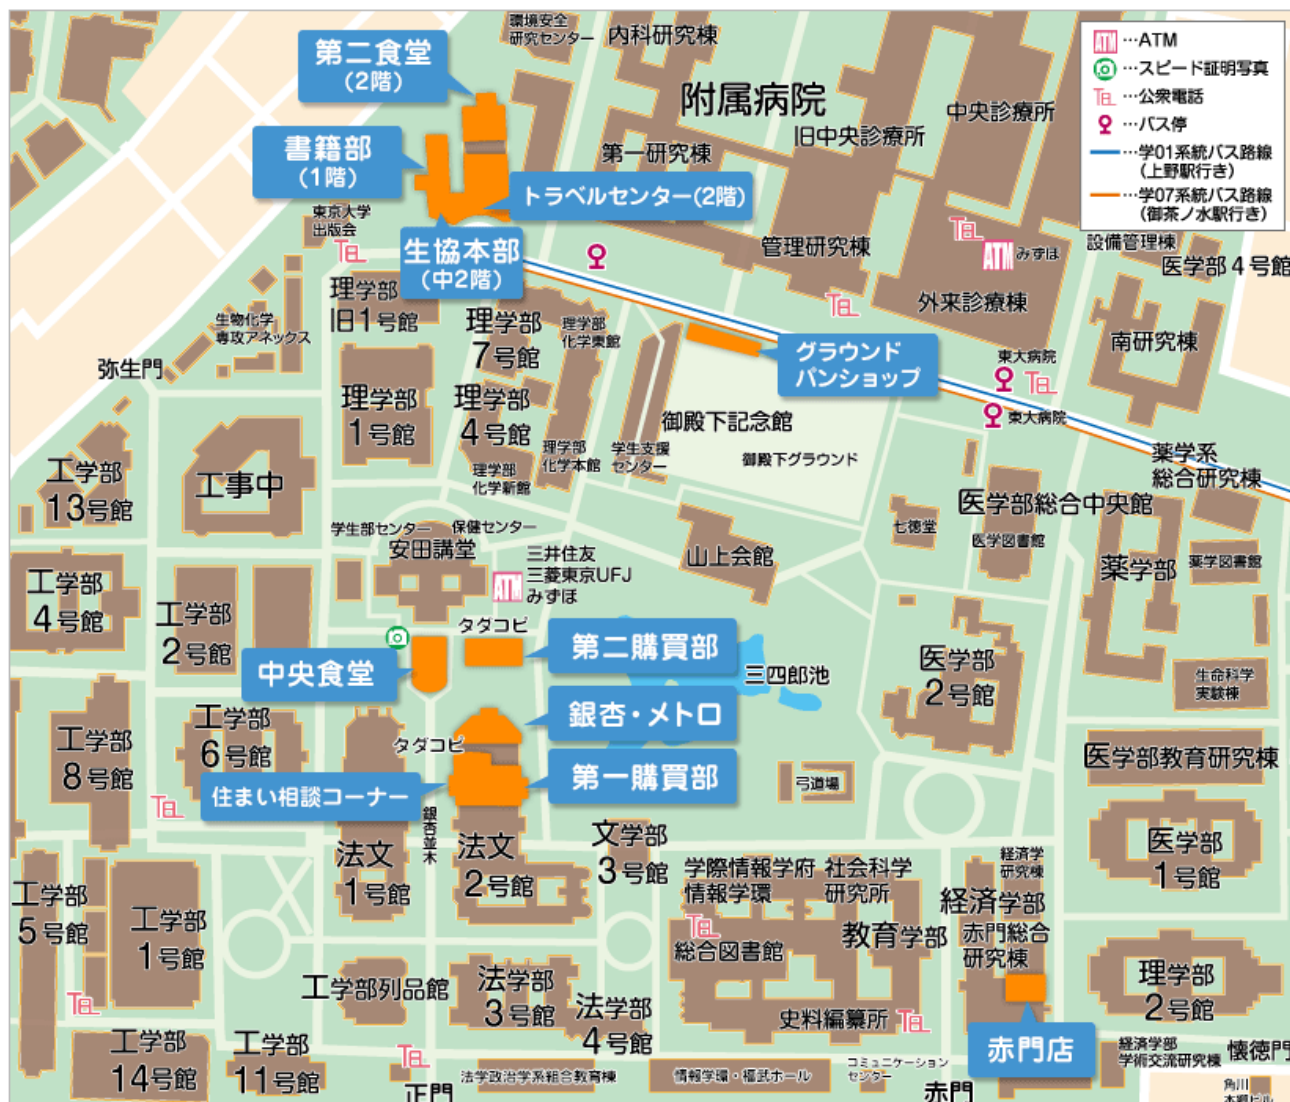 環境安全
研究センター
内科研究棟
ATM
…ATM
…スピード証明写真
TEL
…公衆電話
…バス停
…学01系統バス路線
(上野駅行き)
…学07系統バス路線
(御茶ノ水駅行き)
第二食堂
(2階)
附属病院
中央診療所
旧中央診療所
書籍部
(1階)
第一研究棟
トラベルセンター(2階)
東京大学
出版会
TEL
生協本部
(中2階)
管理研究棟
TEL
ATM
みずほ
設備管理棟
医学部4号館
理学部
旧1号館
TEL
外来診療棟
生物化学
専攻アネックス
理学部
7号館
理学部
化学東館
グラウンド
パンショップ
南研究棟
弥生門
東大病院
TEL
東大病院
理学部
1号館
理学部
4号館
御殿下記念館
理学部
化学本館
学生支援
センター
御殿下グラウンド
薬学系
総合研究棟
工学部
13号館
工事中
理学部
化学新館
医学部総合中央館
学生部センター
保健センター
七徳堂
医学図書館
安田講堂
三井住友
三菱東京UFJ
みずほ
ATM
山上会館
薬学部
薬学図書館
工学部
4号館
工学部
2号館
タダコピ
第二購買部
中央食堂
三四郎池
医学部
2号館
生命科学
実験棟
銀杏・メトロ
工学部
8号館
工学部
6号館
タダコピ
第一購買部
住まい相談コーナー
弓道場
医学部教育研究棟
TEL
銀杏並木
法文
1号館
法文
2号館
文学部
3号館
学際情報学府
情報学環
社会科学
研究所
経済学
研究棟
医学部
1号館
工学部
5号館
工学部
1号館
経済学部
TEL
総合図書館
教育学部
赤門総合
研究棟
工学部列品館
法学部
3号館
法学部
4号館
理学部
2号館
TEL
史料編纂所
TEL
赤門店
工学部
14号館
工学部
11号館
TEL
正門
法学政治学系総合教育棟
情報学環・福武ホール
コミュニケーション
センター
赤門
経済学部
学術交流研究棟
懐徳門
角川
本郷ビル